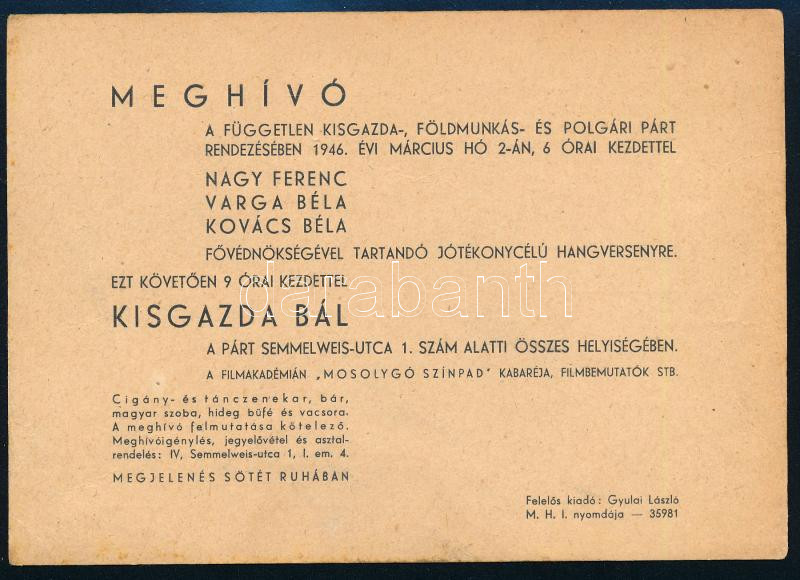 MEGHÍVÓ
A FÜGGETLEN KISGAZDA-, FÖLDMUNKÁS- ÉS POLGÁRI PÁRT
RENDEZÉSÉBEN 1946. ÉVI MÁRCIUS HÓ 2-ÁN, 6 ÓRAI KEZDETTEL
NAGY FERENC
VARGA BÉLA
KOVÁCS BÉLA
FŐVÉDNÖKSÉGÉVEL TARTANDÓ JÓTÉKONYCÉLÚ HANGVERSENYRE.
EZT KÖVETŐEN 9 ÓRAI KEZDETTEL
darabanth
KISGAZDA BÁL
A PÁRT SEMMELWEIS-UTCA 1. SZÁM ALATTI ÖSSZES HELYISÉGÉBEN.
A FILMAKADÉMIÁN „MOSOLYGÓ SZÍNPAD" KABARÉJA, FILMBEMUTATÓK STB.
Cigány- és tánczenekar, bár,
magyar szoba, hideg büfé és vacsora.
A meghívó felmutatása kötelező.
Meghívóigénylés, jegyelővétel és asztal-
rendelés: IV, Semmelweis-utca 1, I. em. 4.
MEGJELENÉS SÖTÉT RUHÁBAN
Felelős kiadó: Gyulai László
M. H. I. nyomdája — 35981